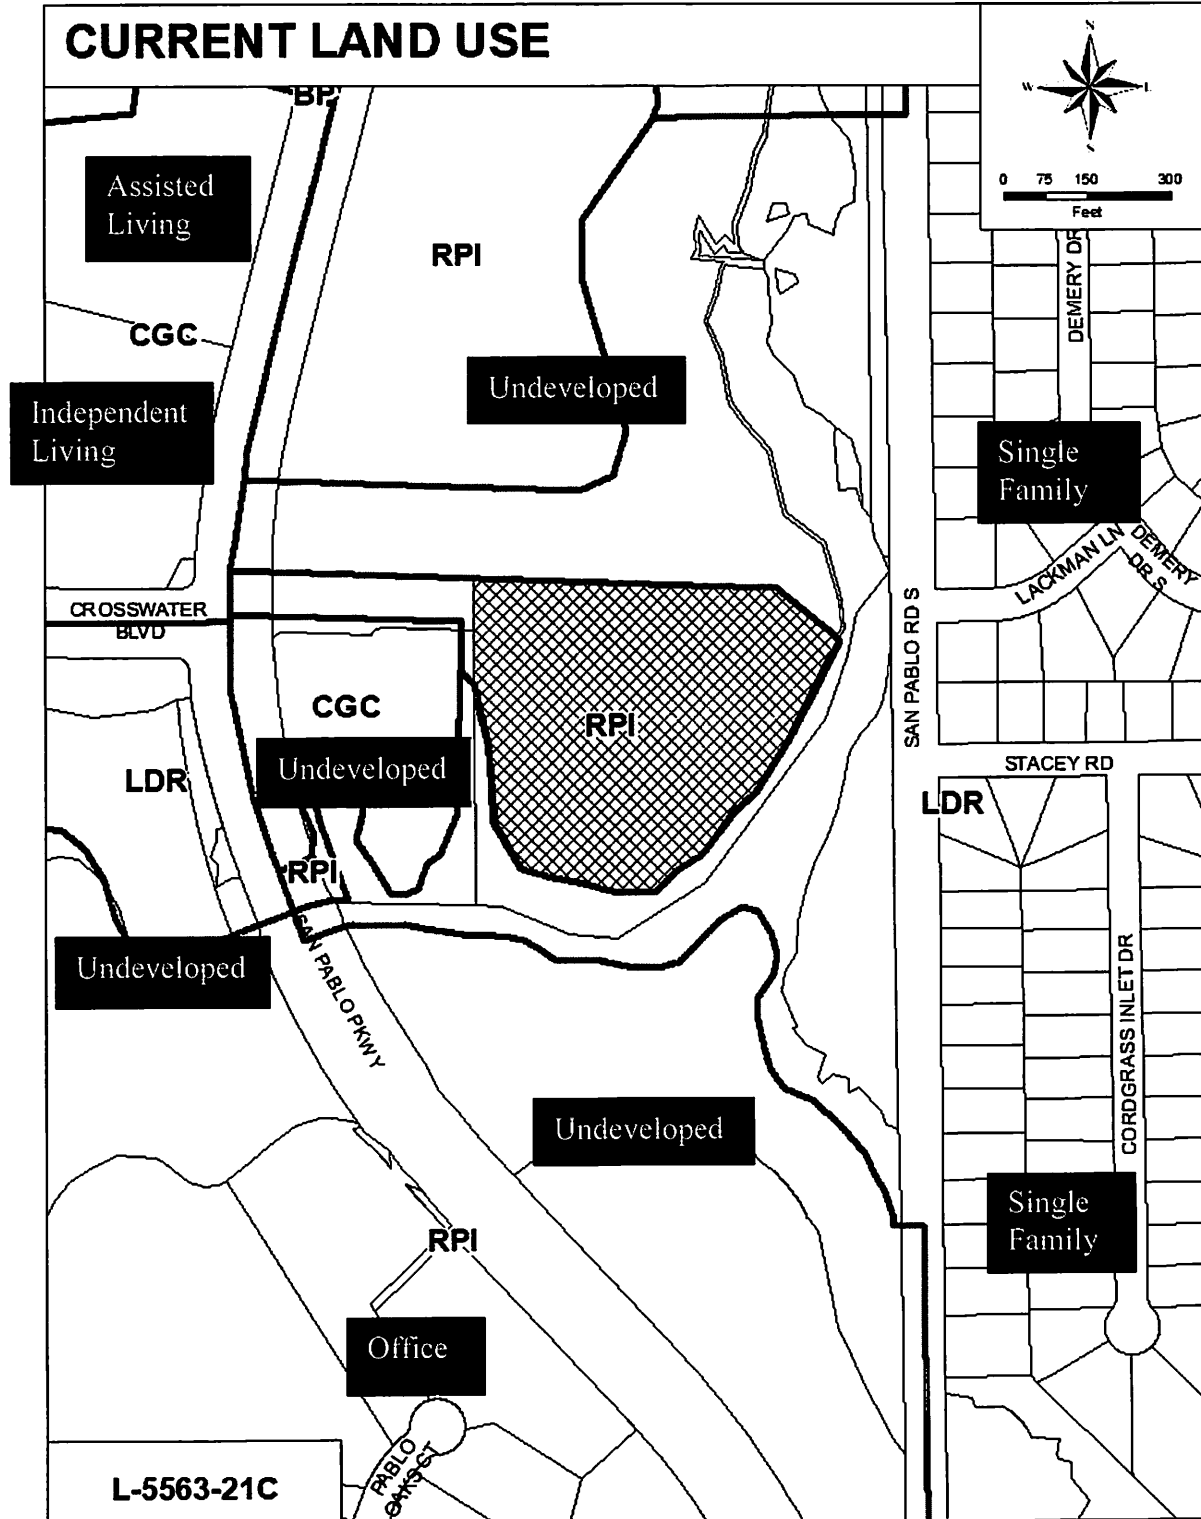 CURRENT LAND USE
N
W
S
0 75 150 300
Feet
BP
Assisted
Living
RPI
DEMERY DR
CGC
Undeveloped
Independent
Living
Single
Family
LACKMAN LN
DEMERY
DR S
SAN PABLO RD S
CROSSWATER
BLVD
CGC
RPI
Undeveloped
LDR
STACEY RD
LDR
RPI
Undeveloped
SAN PABLO PKWY
CORDGRASS INLET DR
Undeveloped
Single
Family
RPI
Office
PABLO
OAKS CT
L-5563-21C